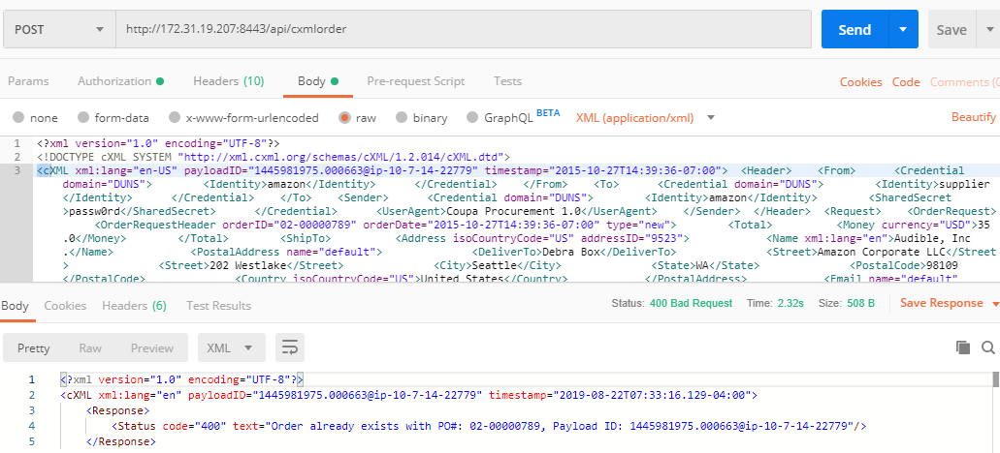 POST http://172.31.19.207:8443/api/cxmlorder Send Save
Params Authorization Headers (10) Body Pre-request Script Tests Cookies Code Comments (0
none form-data x-www-form-urlencoded raw binary GraphQL BETA XML (application/xml) Beautify
1 <?xml version="1.0" encoding="UTF-8"?>
2 <!DOCTYPE cXML SYSTEM "http://xml.cxml.org/schemas/cXML/1.2.014/cXML.dtd">
3 <cXML xml:lang="en-US" payloadID="1445981975.000663@ip-10-7-14-22779" timestamp="2015-10-27T14:39:36-07:00"> <Header> <From> <Credential
domain="DUNS"> <Identity>amazon</Identity> </Credential> </From> <To> <Credential domain="DUNS"> <Identity>supplier
</Identity> </Credential> </To> <Sender> <Credential domain="DUNS"> <Identity>amazon</Identity> <SharedSecret
>passw0rd</SharedSecret> </Credential> <UserAgent>Coupa Procurement 1.0</UserAgent> </Sender> </Header> <Request> <OrderRequest>
<OrderRequestHeader orderID="02-00000789" orderDate="2015-10-27T14:39:36-07:00" type="new"> <Total> <Money currency="USD">35
.0</Money> </Total> <ShipTo> <Address isoCountryCode="US" addressID="9523"> <Name xml:lang="en">Audible, Inc
.</Name> <PostalAddress name="default"> <DeliverTo>Debra Box</DeliverTo> <Street>Amazon Corporate LLC</Street
> <Street>202 Westlake</Street> <City>Seattle</City> <State>WA</State> <PostalCode>98109
</PostalCode> <Country isoCountryCode="US">United States</Country> </PostalAddress> <Email name="default"
Body Cookies Headers (6) Test Results Status: 400 Bad Request Time: 2.32s Size: 508 B Save Response
Pretty Raw Preview XML
1 <?xml version="1.0" encoding="UTF-8"?>
2 <cXML xml:lang="en" payloadID="1445981975.000663@ip-10-7-14-22779" timestamp="2019-08-22T07:33:16.129-04:00">
3 <Response>
4 <Status code="400" text="Order already exists with PO#: 02-00000789, Payload ID: 1445981975.000663@ip-10-7-14-22779"/>
5 </Response>